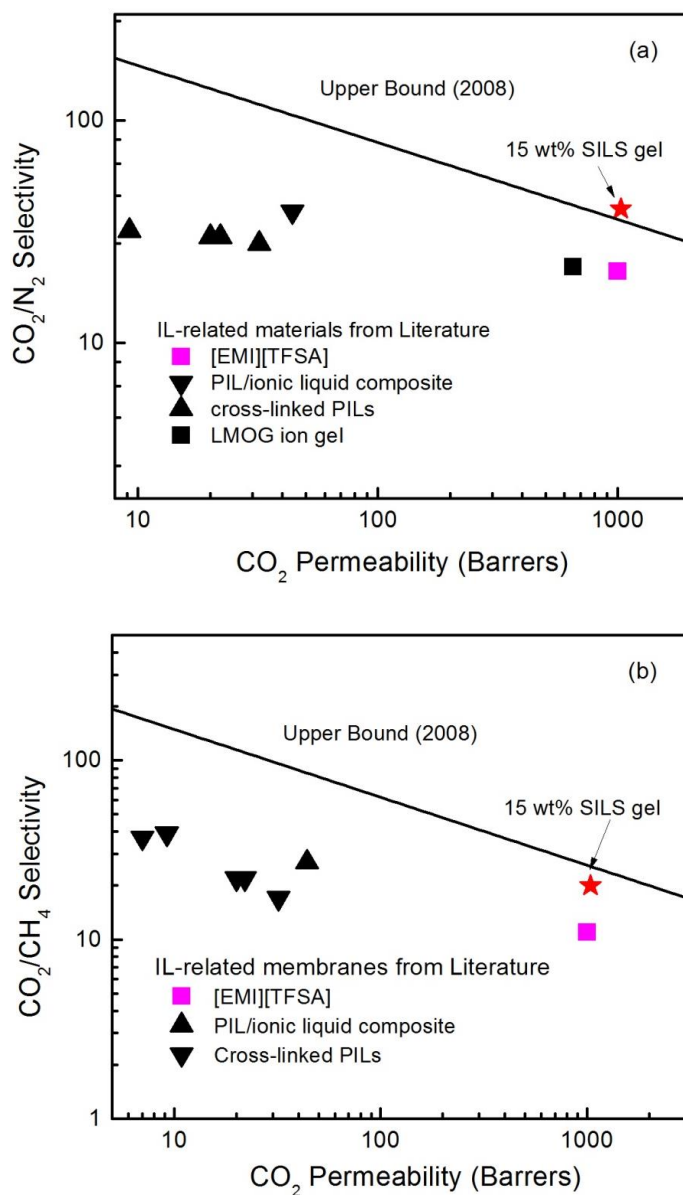 (a)
Upper Bound (2008)
100
15 wt% SILS gel
CO₂/N₂ Selectivity
10
IL-related materials from Literature
[EMI][TFSA]
PIL/ionic liquid composite
cross-linked PILs
LMOG ion gel
10 100 1000
CO₂ Permeability (Barrers)
(b)
Upper Bound (2008)
100
15 wt% SILS gel
CO₂/CH₄ Selectivity
10
IL-related membranes from Literature
[EMI][TFSA]
PIL/ionic liquid composite
Cross-linked PILs
1
10 100 1000
CO₂ Permeability (Barrers)